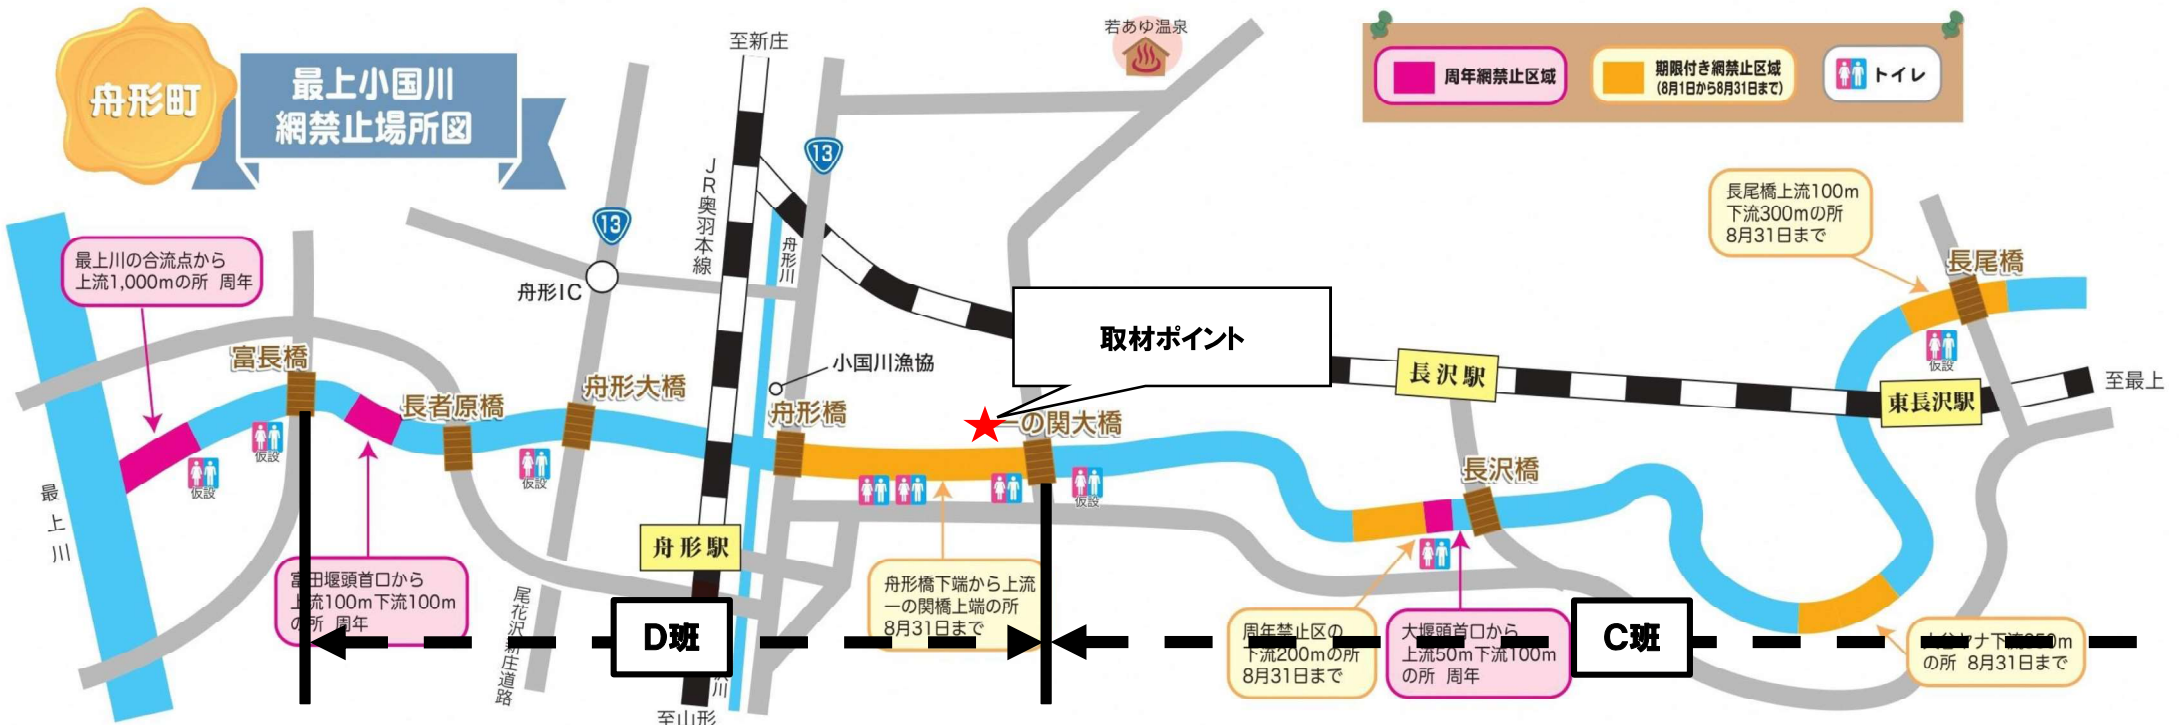 舟形町
最上小国川
網禁止場所図
至新庄
若あゆ温泉
周年網禁止区域
期限付き網禁止区域
(8月1日から8月31日まで)
トイレ
13
13
JR奥羽本線
舟形川
舟形IC
長尾橋上流100m
下流300mの所
8月31日まで
長尾橋
最上川の合流点から
上流1,000mの所 周年
取材ポイント
富長橋
長者原橋
舟形大橋
小国川漁協
舟形橋
一の関大橋
長沢駅
仮設
東長沢駅
至最上
長沢橋
仮設
仮設
仮設
仮設
最上川
舟形駅
富田堰頭首口から
上流100m下流100m
の所 周年
舟形橋下端から上流
一の関橋上端の所
8月31日まで
尾花沢新庄道路
D班
周年禁止区の
下流200mの所
8月31日まで
大堰頭首口から
上流50m下流100m
の所 周年
C班
の所 8月31日まで
川
至山形